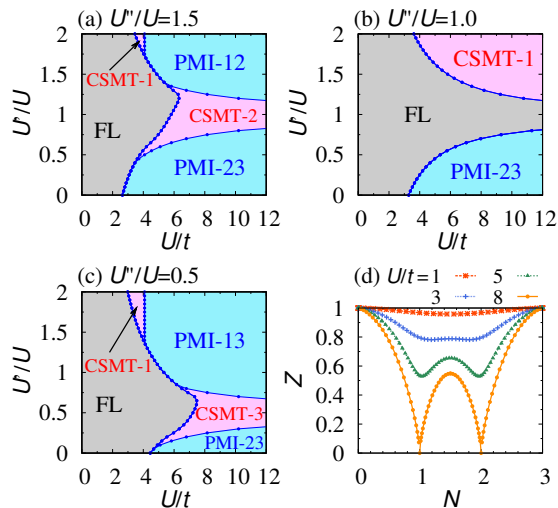 (a) U"/U=1.5
2
1.5
1
0.5
0
U'/U
CSMT-1
PMI-12
FL
CSMT-2
PMI-23
0 2 4 6 8 10 12
U/t
(b) U"/U=1.0
2
1.5
1
0.5
0
U'/U
CSMT-1
FL
PMI-23
0 2 4 6 8 10 12
U/t
(c) U"/U=0.5
2
1.5
1
0.5
0
U'/U
CSMT-1
PMI-13
FL
CSMT-3
PMI-23
0 2 4 6 8 10 12
U/t
(d) U/t=1 5
3 8
1
0.8
0.6
0.4
0.2
0
Z
0 1 2 3
N